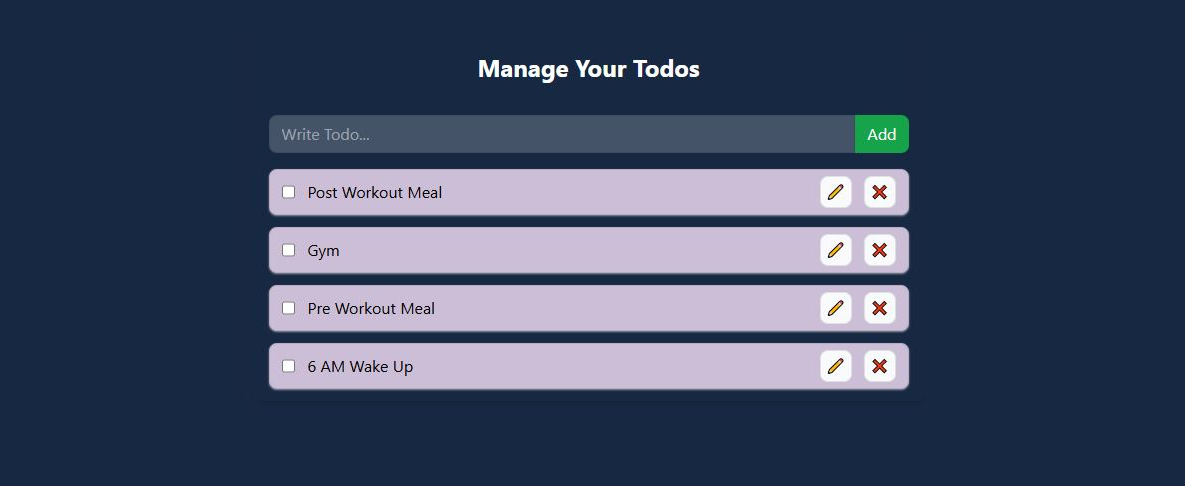 Manage Your Todos
Write Todo...
Add
Post Workout Meal
Gym
Pre Workout Meal
6 AM Wake Up